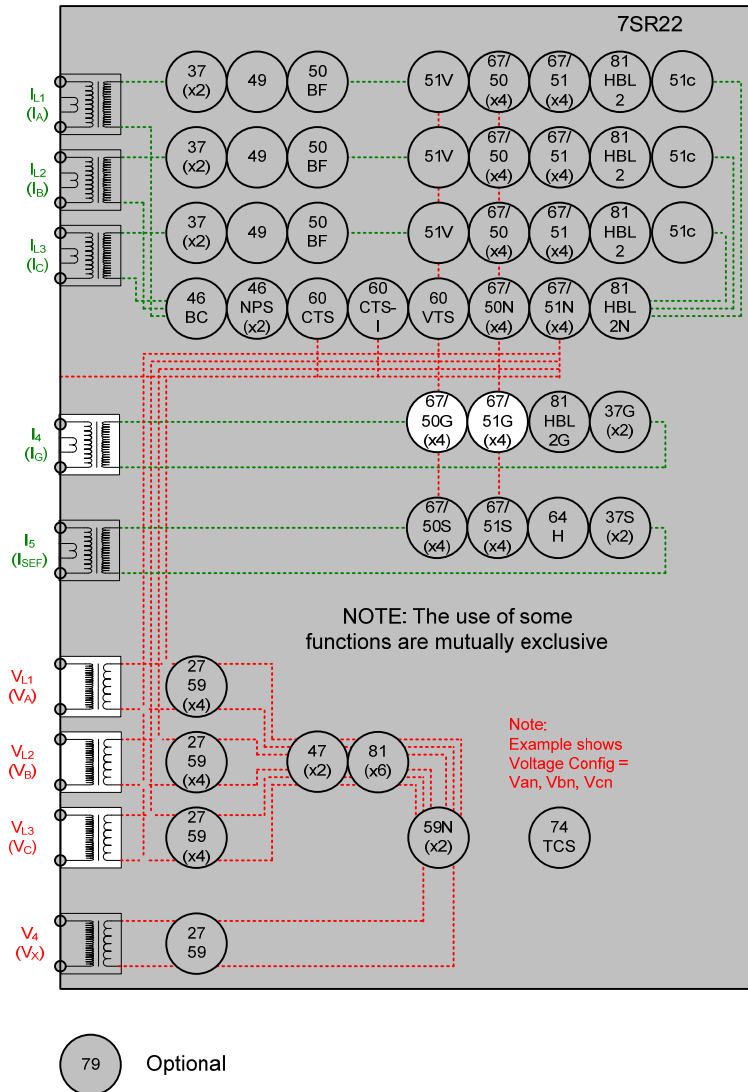 7SR22
IL1
(IA)
37
(x2)
49
50
BF
51V
67/
50
(x4)
67/
51
(x4)
81
HBL
2
51c
IL2
(IB)
37
(x2)
49
50
BF
51V
67/
50
(x4)
67/
51
(x4)
81
HBL
2
51c
IL3
(IC)
37
(x2)
49
50
BF
51V
67/
50
(x4)
67/
51
(x4)
81
HBL
2
51c
46
BC
46
NPS
(x2)
60
CTS
60
CTS-
I
60
VTS
67/
50N
(x4)
67/
51N
(x4)
81
HBL
2N
I4
(IG)
67/
50G
(x4)
67/
51G
(x4)
81
HBL
2G
37G
(x2)
I5
(ISEF)
67/
50S
(x4)
67/
51S
(x4)
64
H
37S
(x2)
NOTE: The use of some
functions are mutually exclusive
VL1
(VA)
27
59
(x4)
VL2
(VB)
27
59
(x4)
47
(x2)
81
(x6)
Note:
Example shows
Voltage Config =
Van, Vbn, Vcn
VL3
(VC)
27
59
(x4)
59N
(x2)
74
TCS
V4
(VX)
27
59
79
Optional